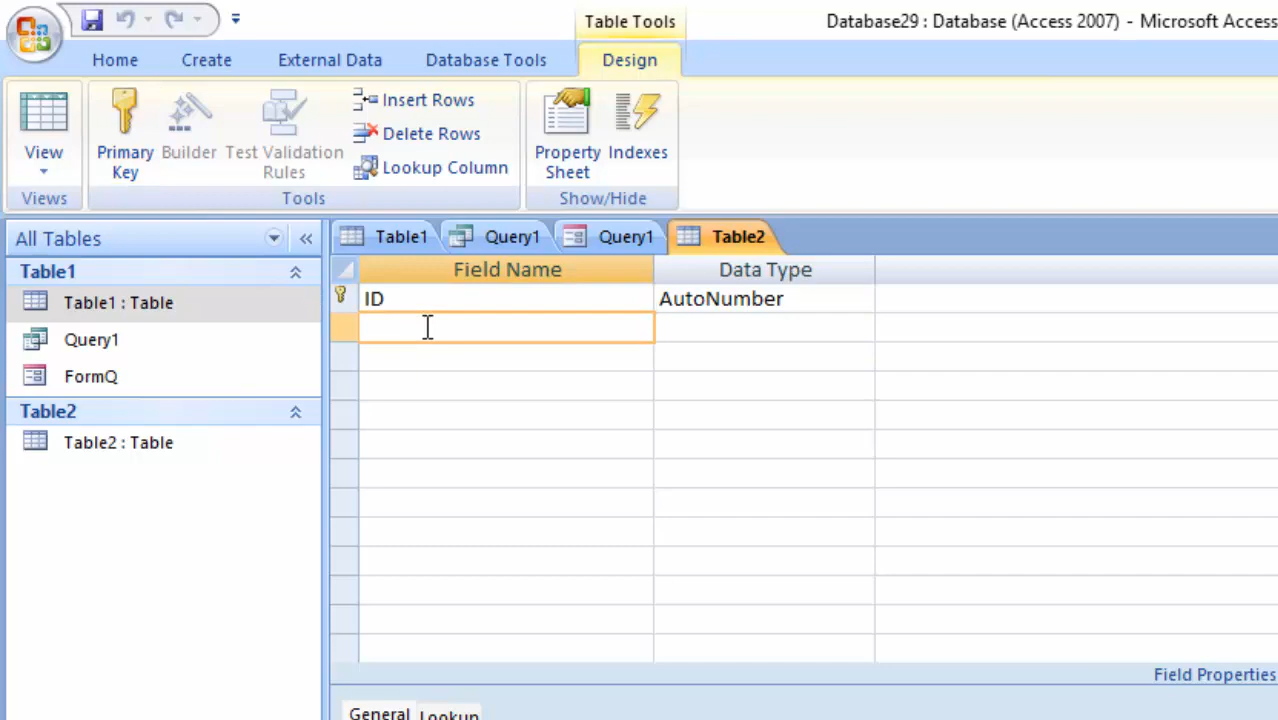 Table Tools
Database29 : Database (Access 2007) - Microsoft Access
Home Create External Data Database Tools Design
View
Primary Key
Builder
Test Validation Rules
Insert Rows
Delete Rows
Lookup Column
Property Sheet
Indexes
Views
Tools
Show/Hide
All Tables
Table1 Query1 Query1 Table2
Table1
Table1 : Table
Query1
FormQ
Table2
Table2 : Table
Field Name Data Type
ID AutoNumber
Field Properties
General Lookup